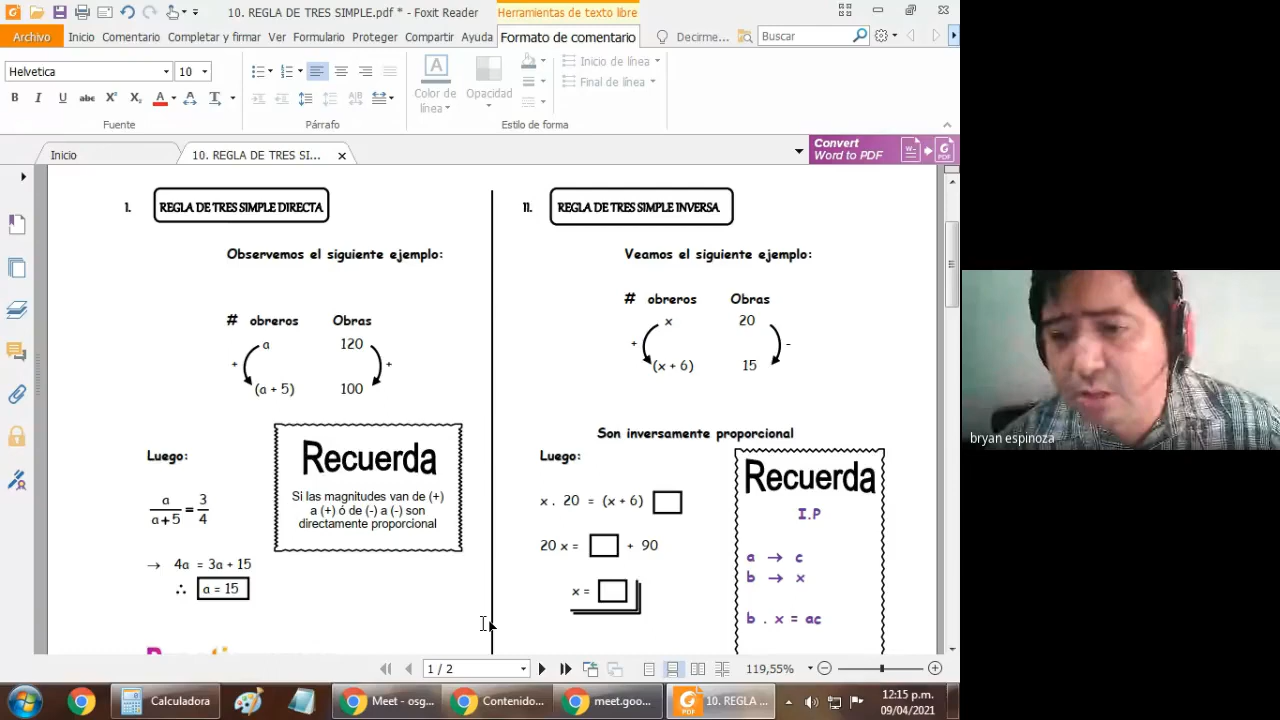 10. REGLA DE TRES SIMPLE.pdf * - Foxit Reader
Herramientas de texto libre
Archivo Inicio Comentario Completar y firmar Ver Formulario Proteger Compartir Ayuda Formato de comentario Decirme... Buscar
Helvetica 10 Color de línea Opacidad Inicio de línea
Final de línea
Fuente Párrafo Estilo de forma
Inicio 10. REGLA DE TRES SI... Convert Word to PDF
I. REGLA DE TRES SIMPLE DIRECTA
Observemos el siguiente ejemplo:
# obreros Obras
a 120
+ +
(a + 5) 100
Luego:
a / a+5 = 3 / 4
→ 4a = 3a + 15
∴ a = 15
Recuerda
Si las magnitudes van de (+)
a (+) ó de (-) a (-) son
directamente proporcional
II. REGLA DE TRES SIMPLE INVERSA
Veamos el siguiente ejemplo:
# obreros Obras
x 20
+ -
(x + 6) 15
Son inversamente proporcional
Luego:
x . 20 = (x + 6)
20 x = + 90
x =
Recuerda
I.P
a → c
b → x
b . x = ac
bryan espinoza
1 / 2 119,55%
Calculadora Meet - osg... Contenido... meet.goo... 10. REGLA ... 12:15 p.m.
09/04/2021